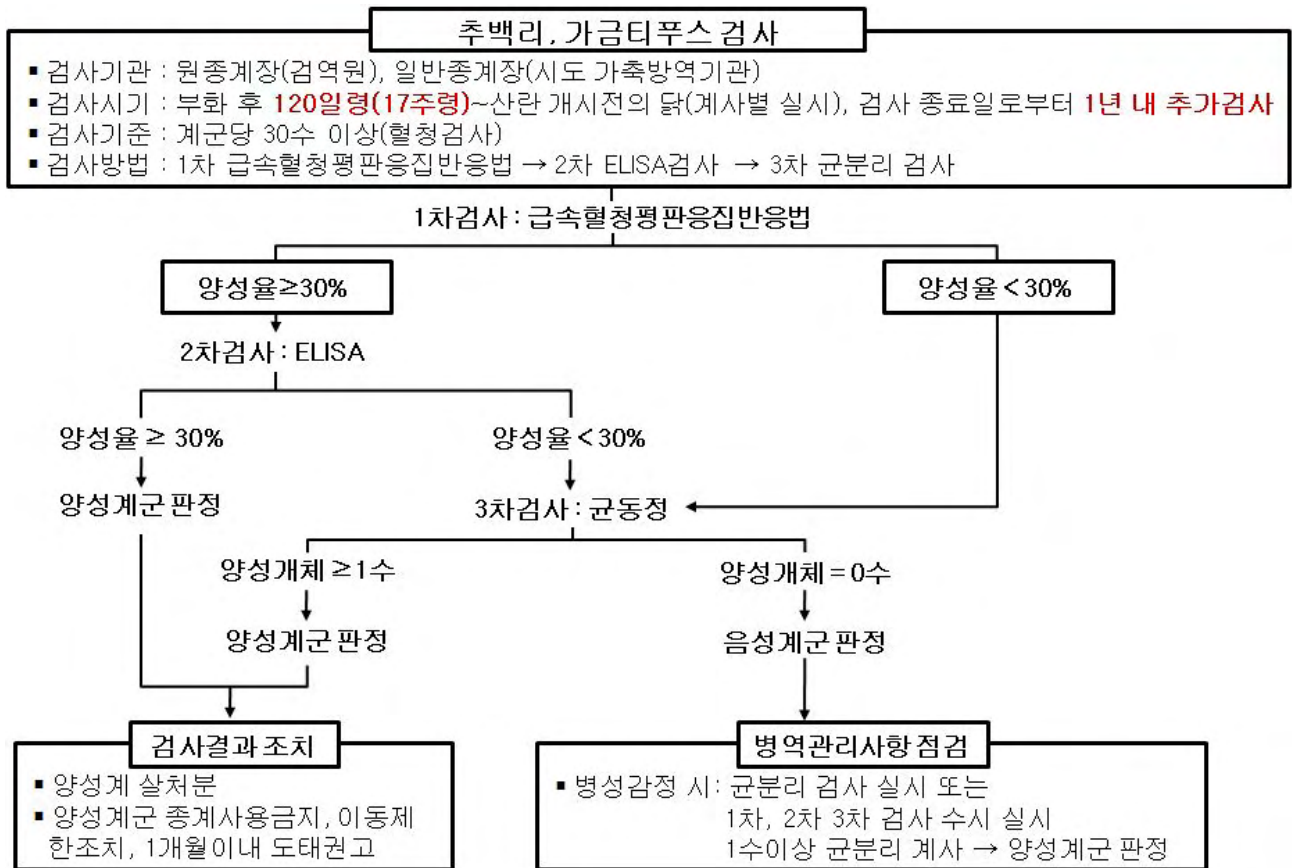 추백리, 가금티푸스 검사
▪ 검사기관 : 원종계장(검역원), 일반종계장(시도 가축방역기관)
▪ 검사시기 : 부화 후 120일령(17주령)~산란 개시전의 닭(계사별 실시), 검사 종료일로부터 1년 내 추가검사
▪ 검사기준 : 계군당 30수 이상(혈청검사)
▪ 검사방법 : 1차 급속혈청평판응집반응법 → 2차 ELISA검사 → 3차 균분리 검사
1차검사 : 급속혈청평판응집반응법
양성율≥30%
양성율<30%
2차검사 : ELISA
양성율 ≥ 30%
양성율<30%
양성계군 판정
3차검사 : 균동정
양성개체 ≥1수
양성개체 = 0수
양성계군 판정
음성계군 판정
검사결과 조치
▪ 양성계 살처분
▪ 양성계군 종계사용금지, 이동제
한조치, 1개월이내 도태권고
병역관리사항 점검
▪ 병성감정 시: 균분리 검사 실시 또는
1차, 2차 3차 검사 수시 실시
1수이상 균분리 계사 → 양성계군 판정